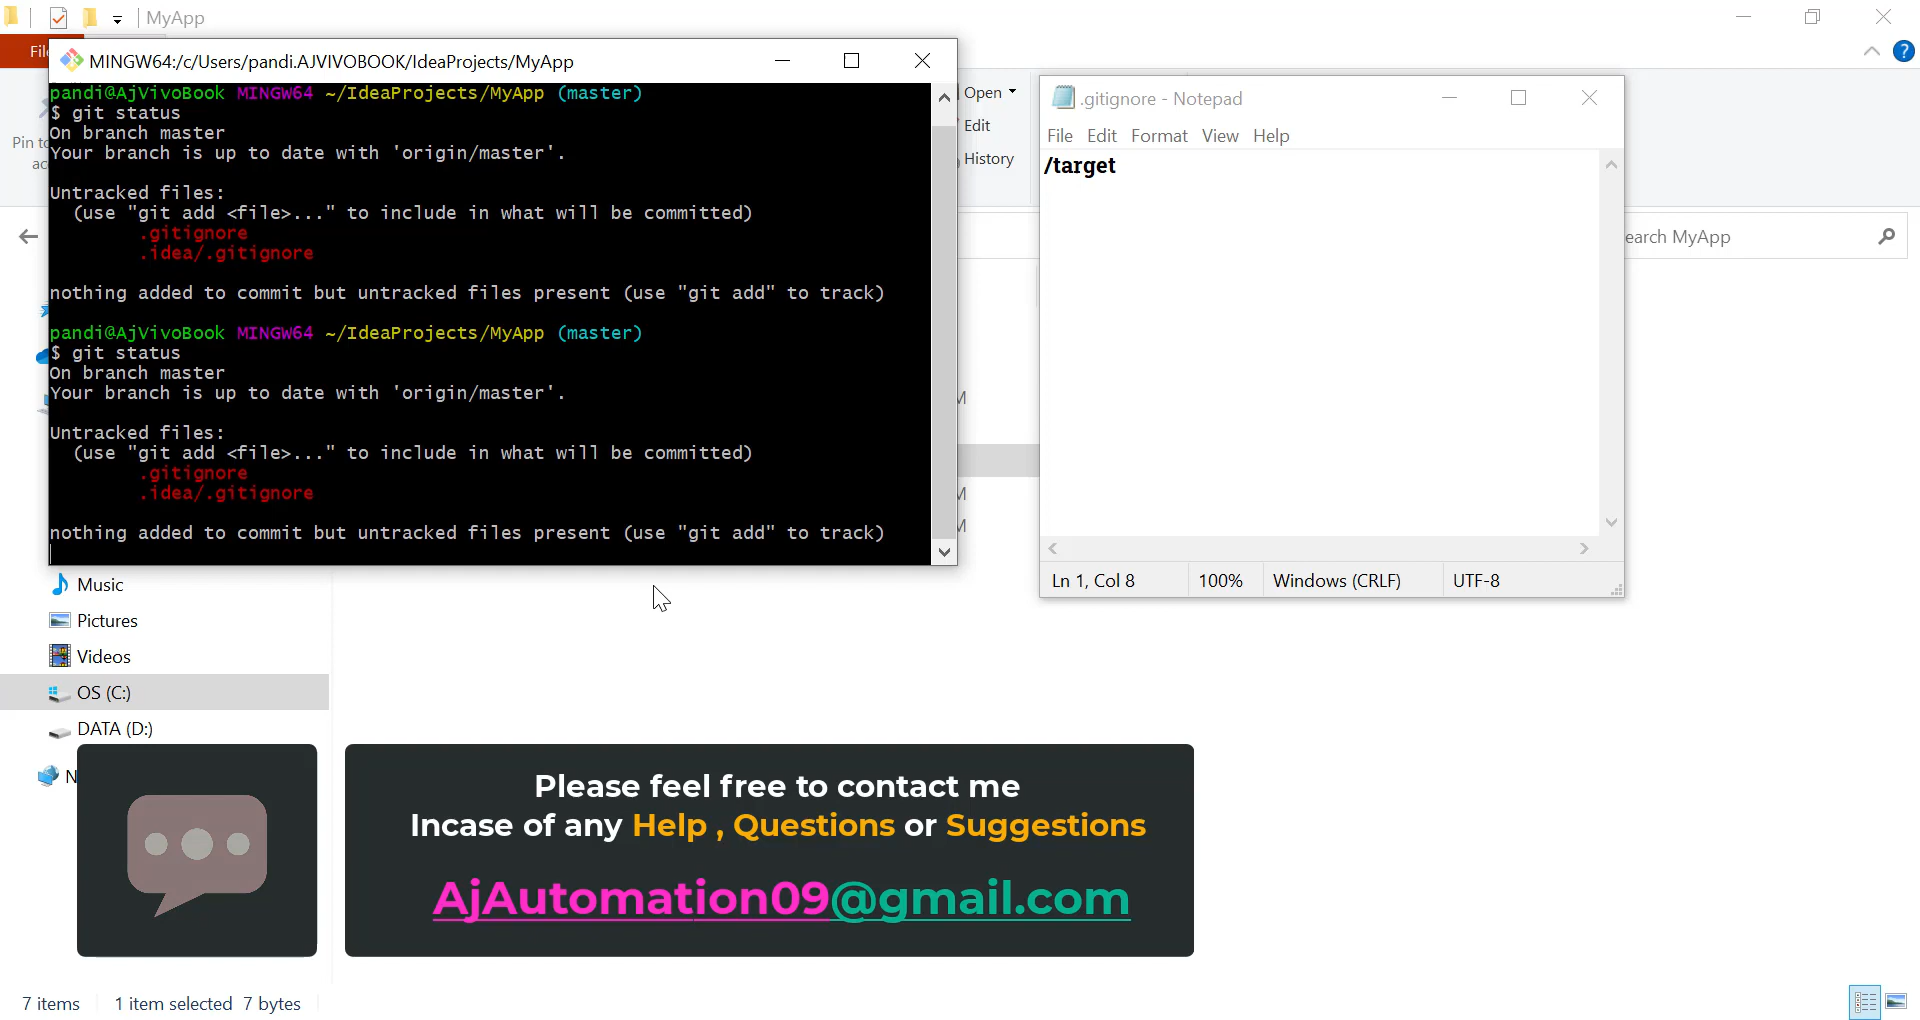 MyApp
File
MINGW64:/c/Users/pandi.AJVIVOBOOK/IdeaProjects/MyApp
pandi@AjVivoBook MINGW64 ~/IdeaProjects/MyApp (master)
$ git status
On branch master
Your branch is up to date with 'origin/master'.
Untracked files:
(use "git add <file>..." to include in what will be committed)
.gitignore
.idea/.gitignore
nothing added to commit but untracked files present (use "git add" to track)
pandi@AjVivoBook MINGW64 ~/IdeaProjects/MyApp (master)
$ git status
On branch master
Your branch is up to date with 'origin/master'.
Untracked files:
(use "git add <file>..." to include in what will be committed)
.gitignore
.idea/.gitignore
nothing added to commit but untracked files present (use "git add" to track)
Pin to
Open
Edit
History
.gitignore - Notepad
File Edit Format View Help
/target
Ln 1, Col 8 100% Windows (CRLF) UTF-8
earch MyApp
M
M
M
Music
Pictures
Videos
OS (C:)
DATA (D:)
N
Please feel free to contact me
Incase of any Help , Questions or Suggestions
AjAutomation09@gmail.com
7 items 1 item selected 7 bytes